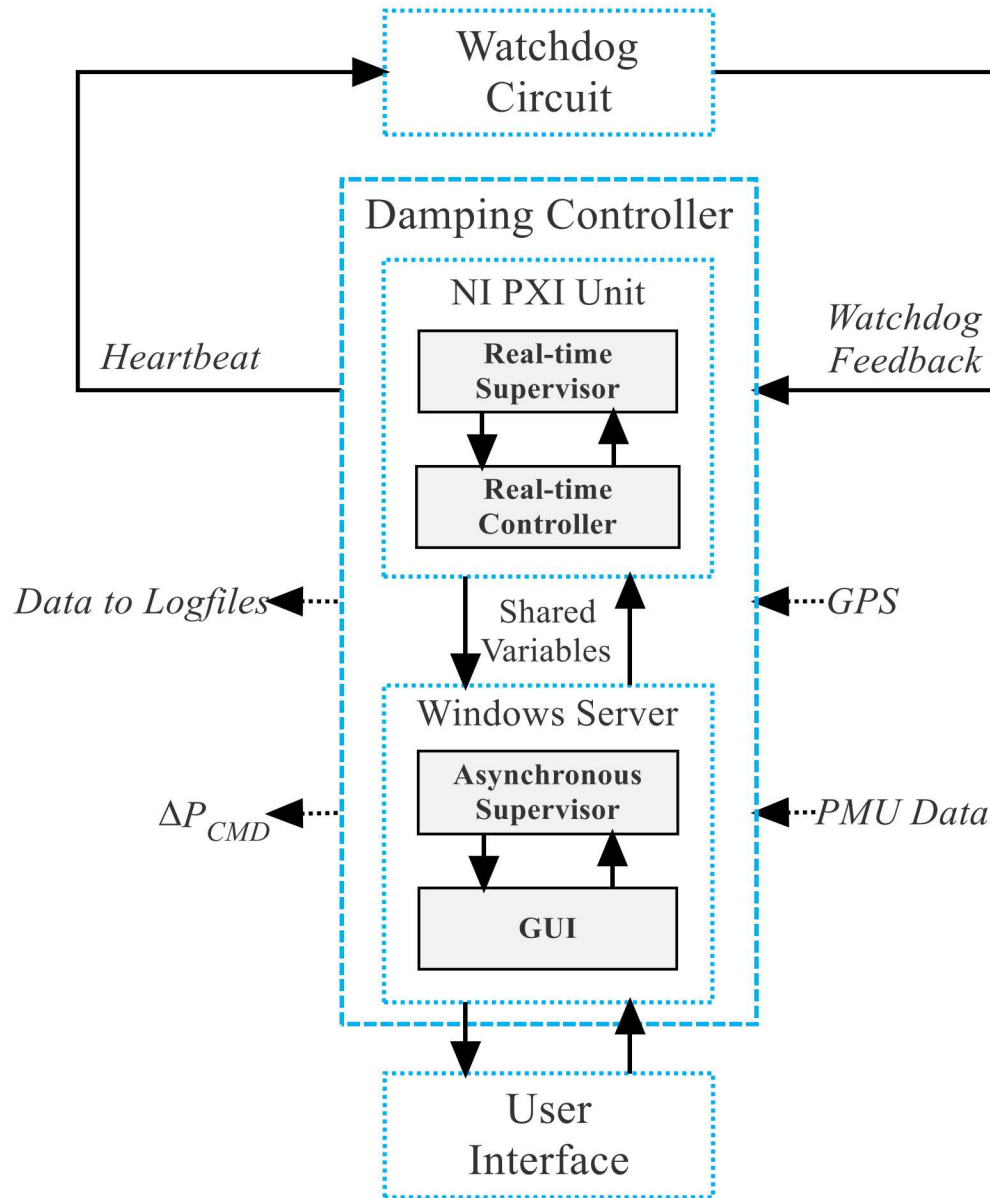 Watchdog
Circuit
Damping Controller
NI PXI Unit
Real-time
Supervisor
Heartbeat
Watchdog
Feedback
Real-time
Controller
Data to Logfiles
Shared
Variables
GPS
Windows Server
Asynchronous
Supervisor
ΔP_CMD
PMU Data
GUI
User
Interface